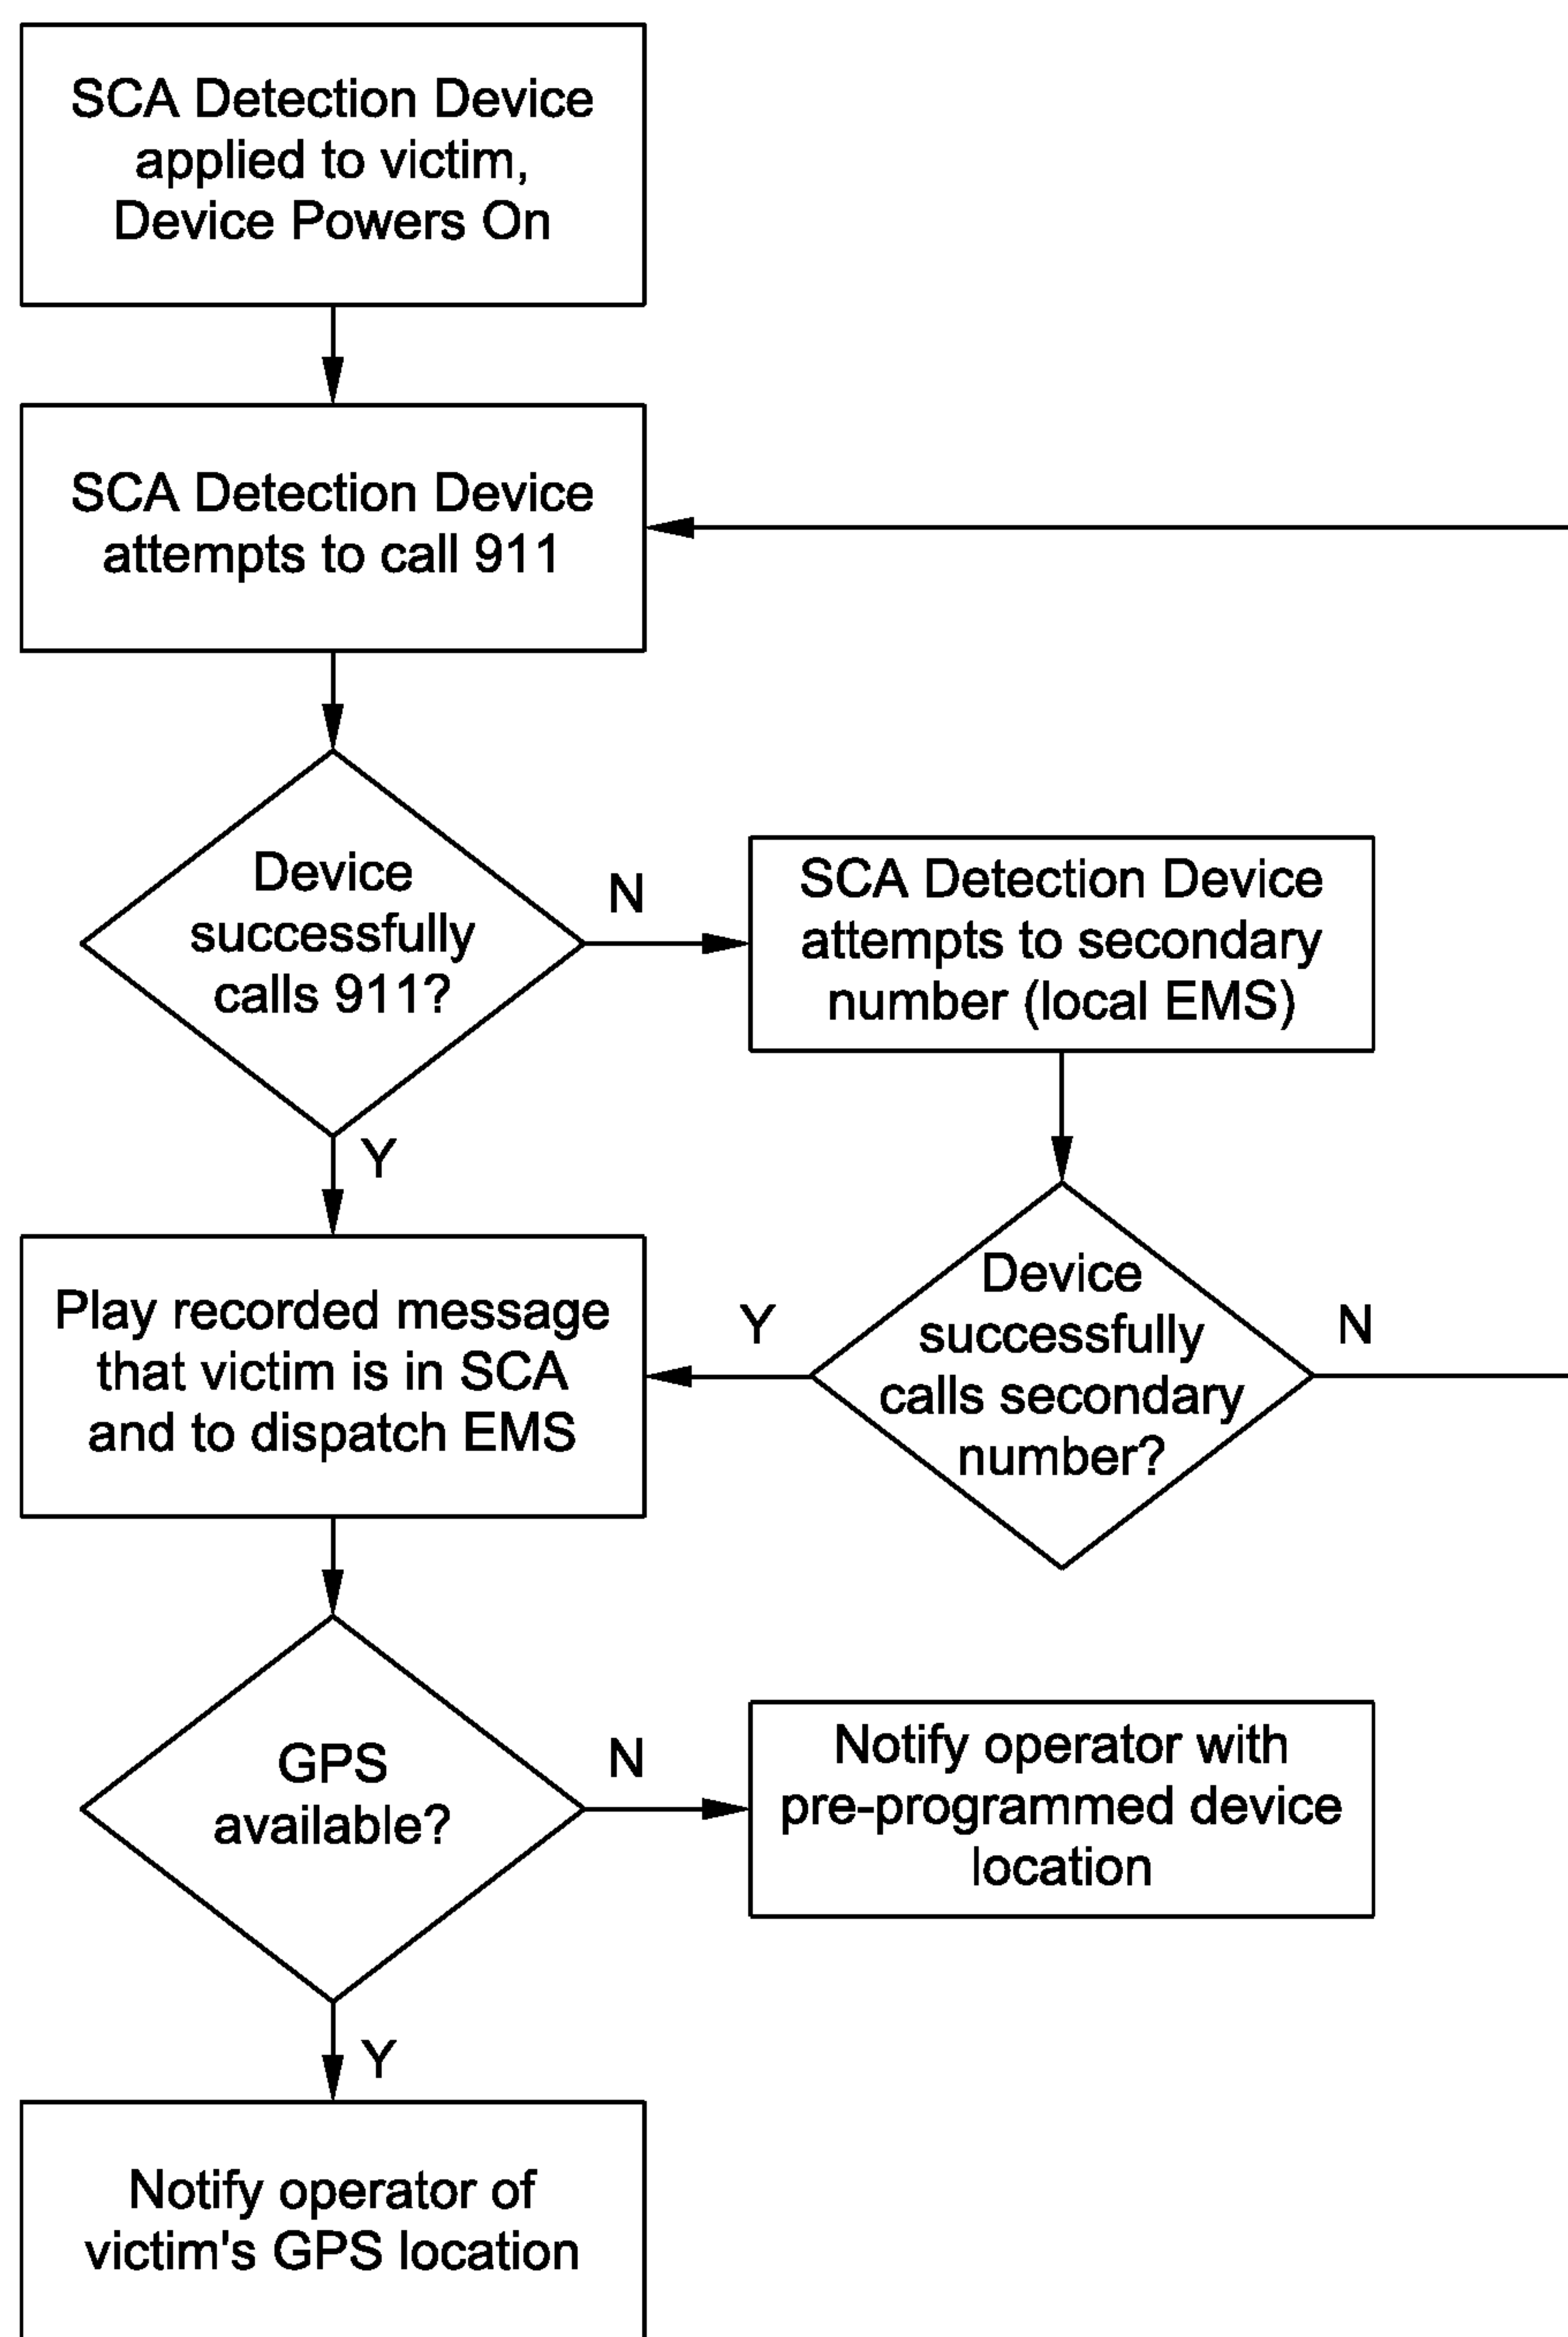 SCA Detection Device
applied to victim,
Device Powers On
SCA Detection Device
attempts to call 911
Device
successfully
calls 911?
N
SCA Detection Device
attempts to secondary
number (local EMS)
Y
Play recorded message
that victim is in SCA
and to dispatch EMS
Y
Device
successfully
calls secondary
number?
N
GPS
available?
N
Notify operator with
pre-programmed device
location
Y
Notify operator of
victim's GPS location